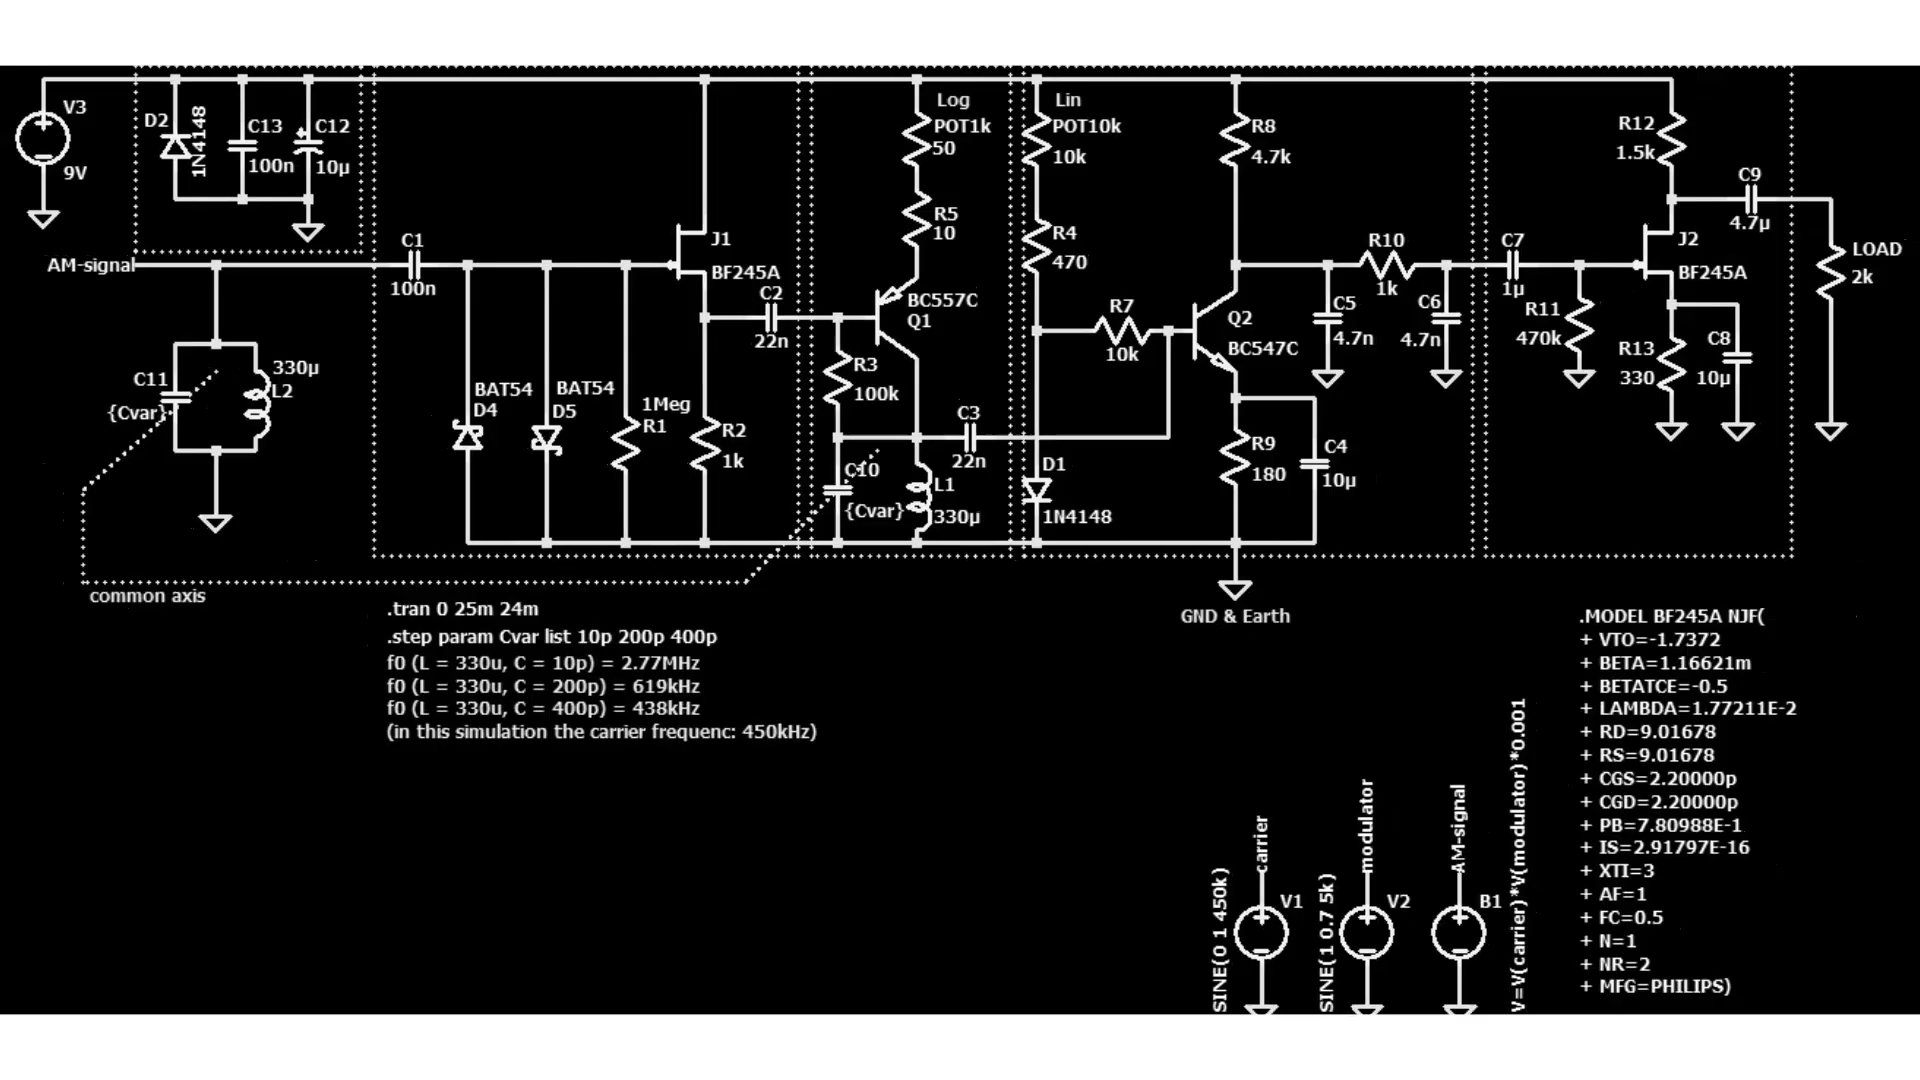 V3
9V
D2
1N4148
C13
100n
C12
10µ
AM-signal
C11
{Cvar}
330µ
L2
common axis
C1
100n
BAT54
D4
BAT54
D5
1Meg
R1
J1
BF245A
R2
1k
C2
22n
Log
POT1k
50
R5
10
BC557C
Q1
R3
100k
C10
{Cvar}
L1
330µ
C3
22n
Lin
POT10k
10k
R4
470
R7
10k
D1
1N4148
R8
4.7k
Q2
BC547C
R9
180
C4
10µ
GND & Earth
C5
4.7n
R10
1k
C6
4.7n
C7
1µ
R11
470k
R12
1.5k
J2
BF245A
R13
330
C8
10µ
C9
4.7µ
LOAD
2k
.tran 0 25m 24m
.step param Cvar list 10p 200p 400p
f0 (L = 330u, C = 10p) = 2.77MHz
f0 (L = 330u, C = 200p) = 619kHz
f0 (L = 330u, C = 400p) = 438kHz
(in this simulation the carrier frequenc: 450kHz)
carrier
V1
SINE(0 1 450k)
modulator
V2
SINE(1 0.7 5k)
AM-signal
B1
V=V(carrier)*V(modulator)*0.001
.MODEL BF245A NJF(
+ VTO=-1.7372
+ BETA=1.16621m
+ BETATCE=-0.5
+ LAMBDA=1.77211E-2
+ RD=9.01678
+ RS=9.01678
+ CGS=2.20000p
+ CGD=2.20000p
+ PB=7.80988E-1
+ IS=2.91797E-16
+ XTI=3
+ AF=1
+ FC=0.5
+ N=1
+ NR=2
+ MFG=PHILIPS)